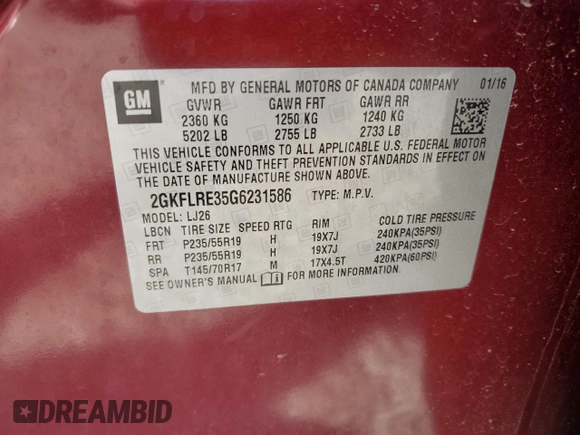 GM
MFD BY GENERAL MOTORS OF CANADA COMPANY 01/16
GVWR GAWR FRT GAWR RR
2360 KG 1250 KG 1240 KG
5202 LB 2755 LB 2733 LB
THIS VEHICLE CONFORMS TO ALL APPLICABLE U.S. FEDERAL MOTOR
VEHICLE SAFETY AND THEFT PREVENTION STANDARDS IN EFFECT ON
THE DATE OF MANUFACTURE SHOWN ABOVE.
2GKFLRE35G6231586 TYPE: M.P.V.
MODEL: LJ26
LBCN TIRE SIZE SPEED RTG RIM COLD TIRE PRESSURE
FRT P235/55R19 H 19X7J 240KPA(35PSI)
RR P235/55R19 H 19X7J 240KPA(35PSI)
SPA T145/70R17 M 17X4.5T 420KPA(60PSI)
SEE OWNER'S MANUAL FOR MORE INFORMATION
DREAMBID